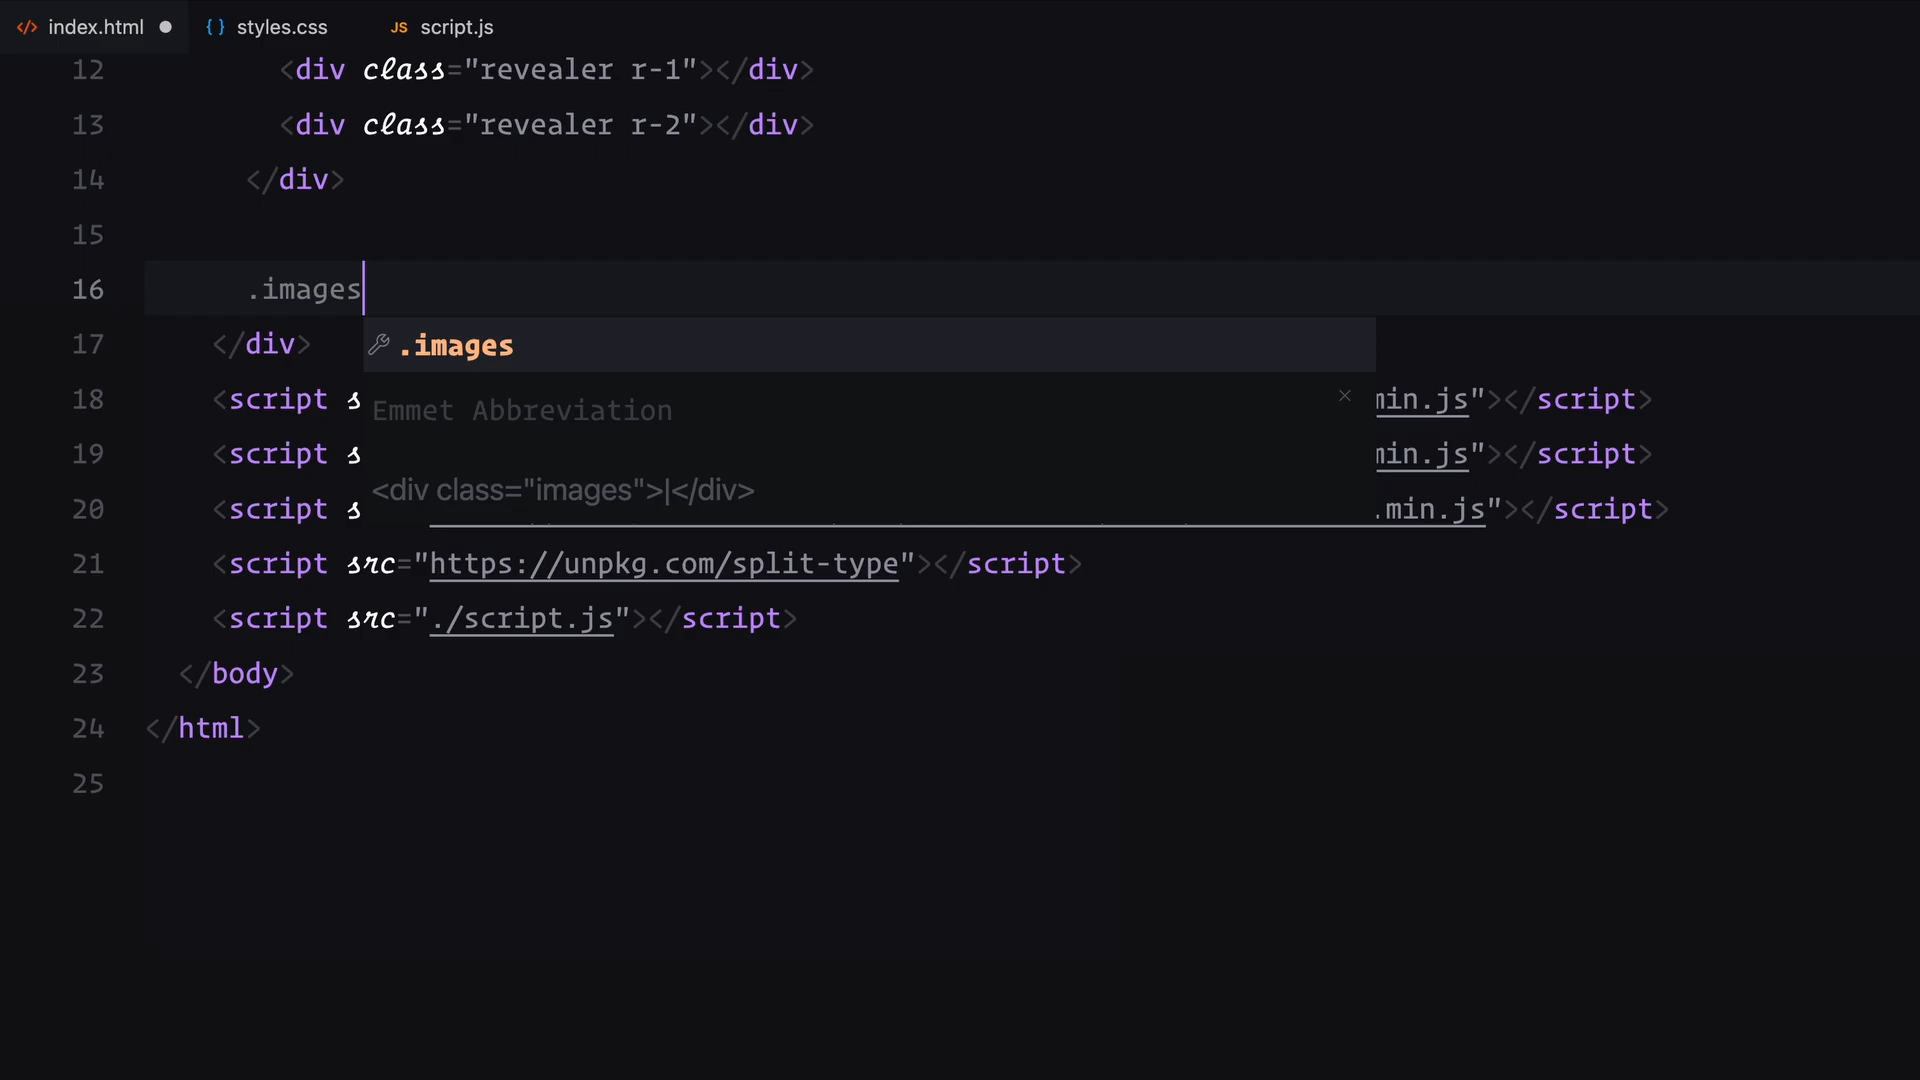 </> index.html ● { } styles.css JS script.js
12 <div class="revealer r-1"></div>
13 <div class="revealer r-2"></div>
14 </div>
15
16 .images
.images
17 </div>
18 <script s min.js"></script>
Emmet Abbreviation ×
19 <script s min.js"></script>
<div class="images">|</div>
20 <script s .min.js"></script>
21 <script src="https://unpkg.com/split-type"></script>
22 <script src="./script.js"></script>
23 </body>
24 </html>
25